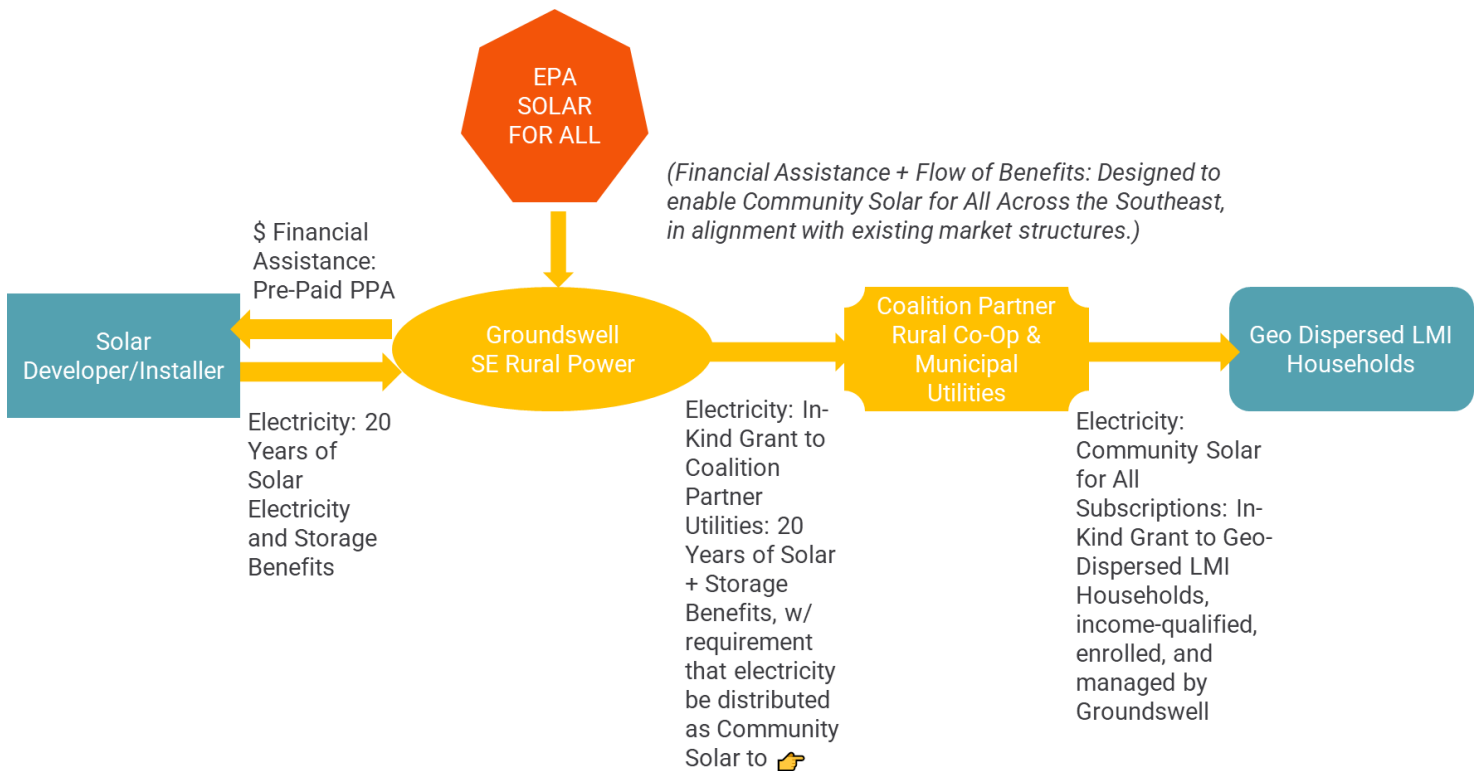 EPA
SOLAR
FOR ALL
(Financial Assistance + Flow of Benefits: Designed to
enable Community Solar for All Across the Southeast,
in alignment with existing market structures.)
$ Financial
Assistance:
Pre-Paid PPA
Solar
Developer/Installer
Groundswell
SE Rural Power
Coalition Partner
Rural Co-Op &
Municipal
Utilities
Geo Dispersed LMI
Households
Electricity: 20
Years of
Solar
Electricity
and Storage
Benefits
Electricity: In-
Kind Grant to
Coalition
Partner
Utilities: 20
Years of Solar
+ Storage
Benefits, w/
requirement
that electricity
be distributed
as Community
Solar to 👉
Electricity:
Community Solar
for All
Subscriptions: In-
Kind Grant to Geo-
Dispersed LMI
Households,
income-qualified,
enrolled, and
managed by
Groundswell